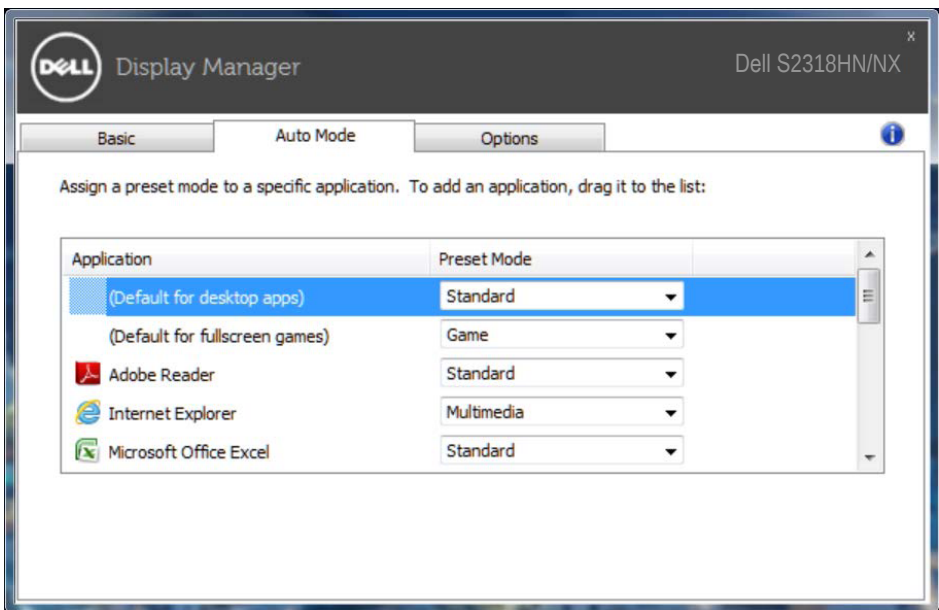 x
DELL Display Manager Dell S2318HN/NX
Basic Auto Mode Options
Assign a preset mode to a specific application. To add an application, drag it to the list:
Application Preset Mode
(Default for desktop apps) Standard
(Default for fullscreen games) Game
Adobe Reader Standard
Internet Explorer Multimedia
Microsoft Office Excel Standard